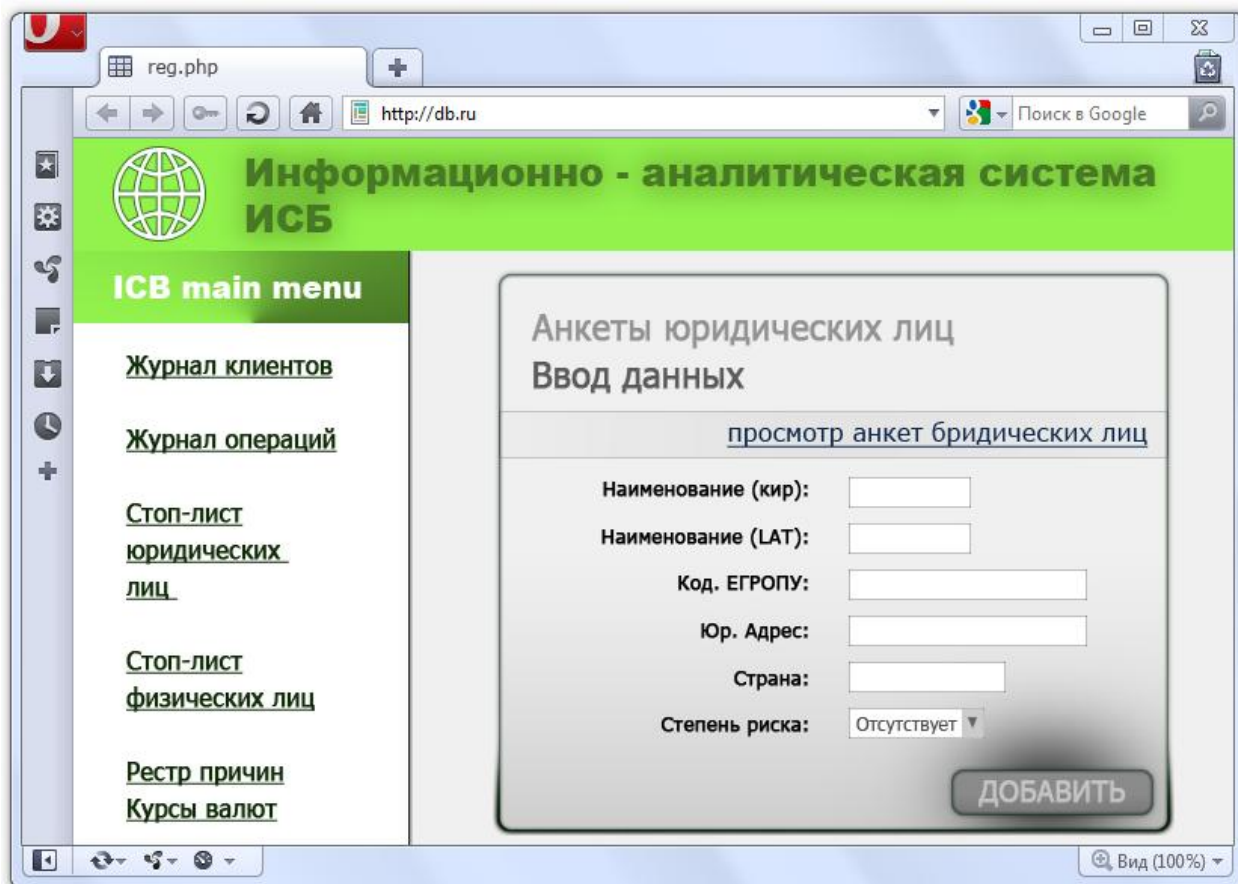 reg.php
http://db.ru
Поиск в Google
Информационно - аналитическая система
ИСБ
ICB main menu
Журнал клиентов
Журнал операций
Стоп-лист
юридических
лиц
Стоп-лист
физических лиц
Рестр причин
Курсы валют
Анкеты юридических лиц
Ввод данных
просмотр анкет бридических лиц
Наименование (кир):
Наименование (LAT):
Код. ЕГРОПУ:
Юр. Адрес:
Страна:
Степень риска:
Отсутствует
ДОБАВИТЬ
Вид (100%)